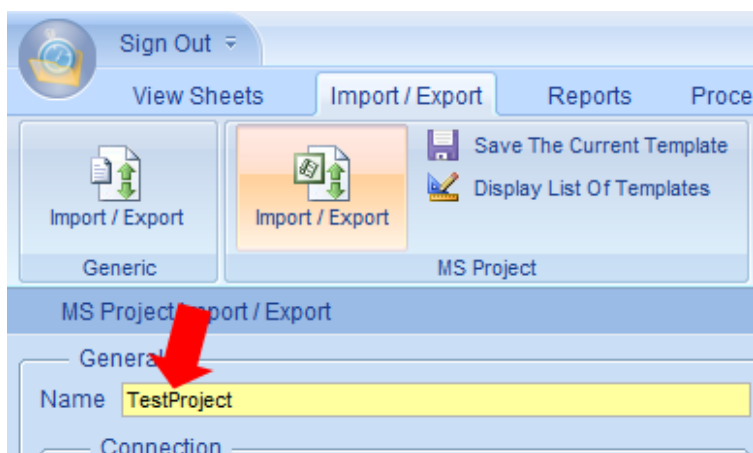 Sign Out
View Sheets Import / Export Reports
Save The Current Template
Display List Of Templates
Import / Export Import / Export
Generic MS Project
MS Project / Export
General
Name TestProject
Connection